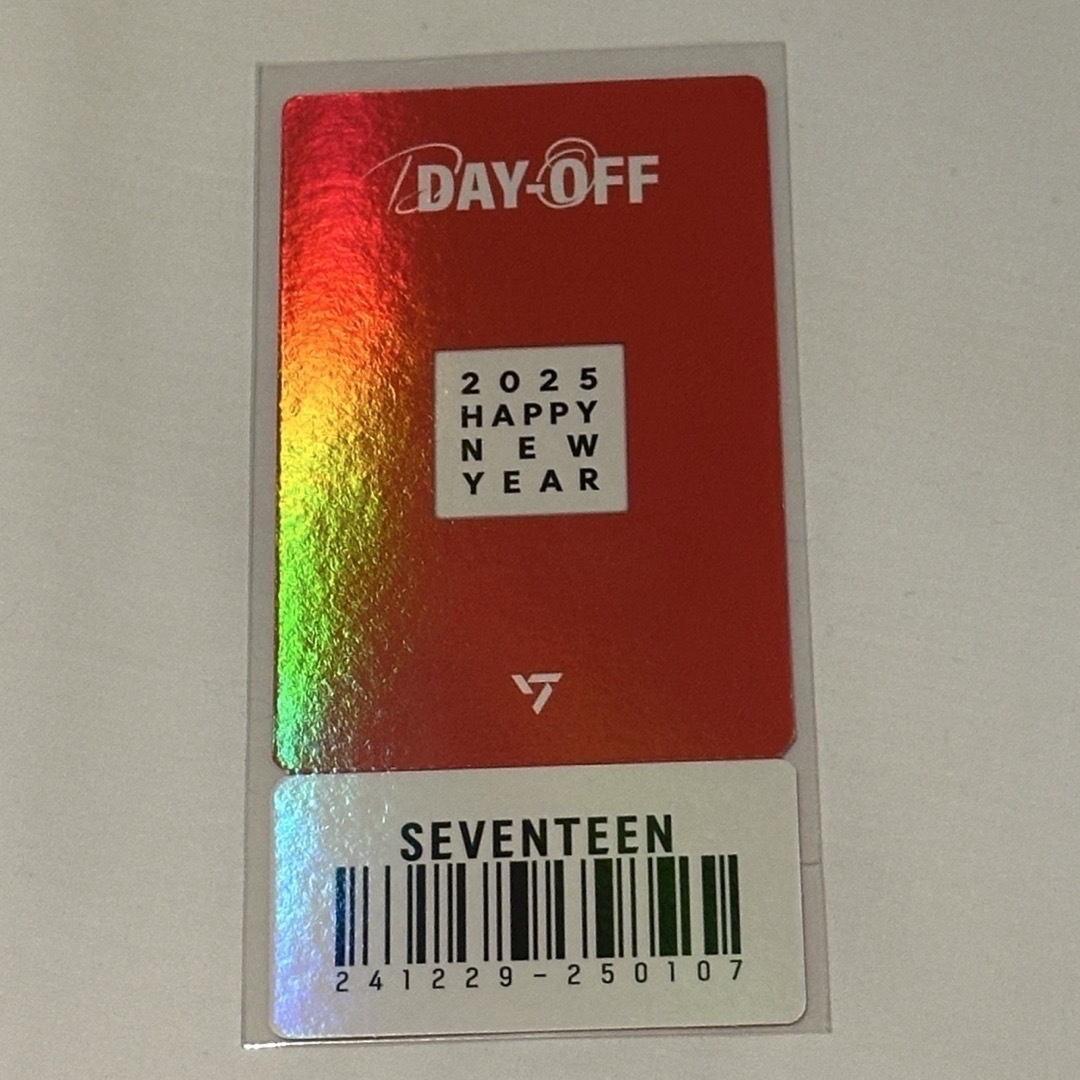 DAY-OFF
2025
HAPPY
NEW
YEAR
SEVENTEEN
241229-250107